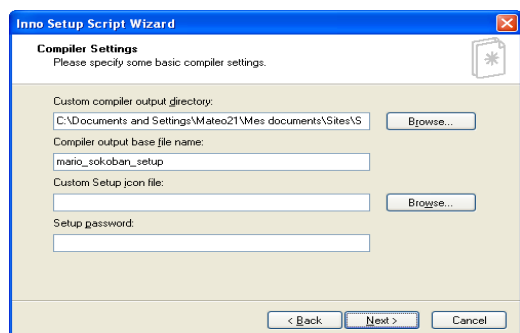 Inno Setup Script Wizard
Compiler Settings
Please specify some basic compiler settings.
Custom compiler output directory:
C:\Documents and Settings\Mateo21\Mes documents\Sites\S
Browse...
Compiler output base file name:
mario_sokoban_setup
Custom Setup icon file:
Browse...
Setup password:
< Back
Next >
Cancel